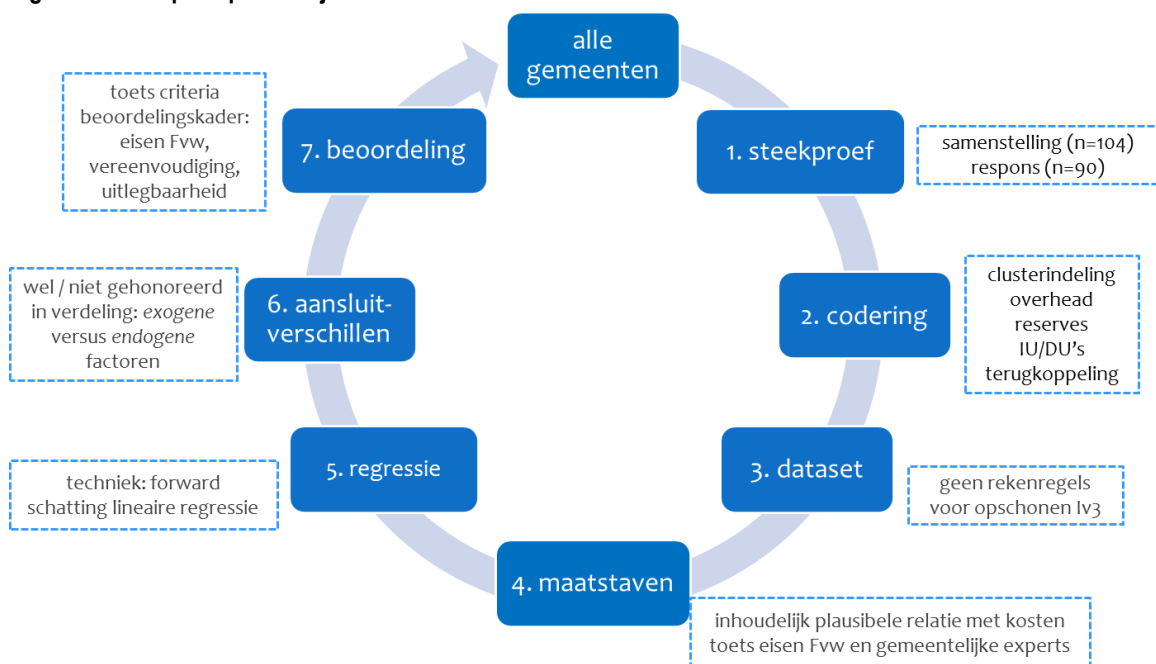 alle
gemeenten
1. steekproef
samenstelling (n=104)
respons (n=90)
2. codering
clusterindeling
overhead
reserves
IU/DU's
terugkoppeling
3. dataset
geen rekenregels
voor opschonen Iv3
4. maatstaven
inhoudelijk plausibele relatie met kosten
toets eisen Fvw en gemeentelijke experts
5. regressie
techniek: forward
schatting lineaire regressie
6. aansluit-
verschillen
wel / niet gehonoreerd
in verdeling: exogene
versus endogene
factoren
7. beoordeling
toets criteria
beoordelingskader:
eisen Fvw,
vereenvoudiging,
uitlegbaarheid